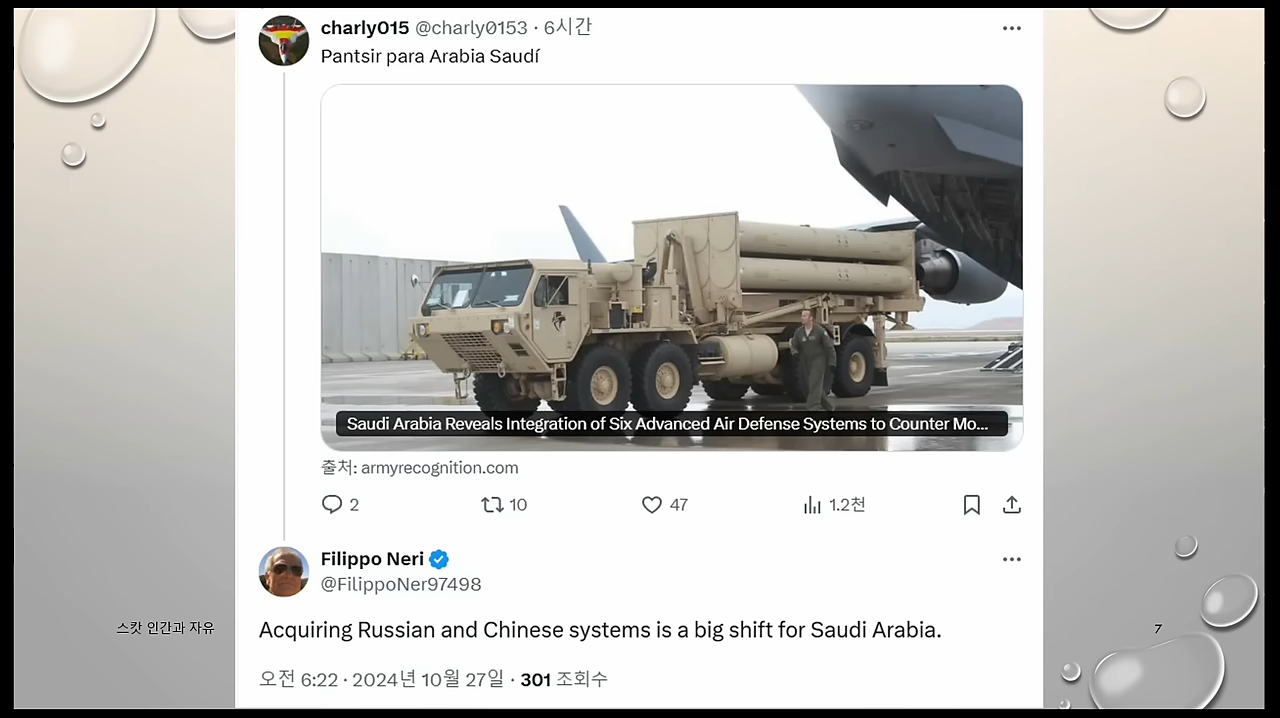 charly015 @charly0153 · 6시간
Pantsir para Arabia Saudí
Saudi Arabia Reveals Integration of Six Advanced Air Defense Systems to Counter Mo...
출처: armyrecognition.com
2 10 47 1.2천
Filippo Neri
@FilippoNer97498
스캇 인간과 자유
Acquiring Russian and Chinese systems is a big shift for Saudi Arabia.
7
오전 6:22 · 2024년 10월 27일 · 301 조회수